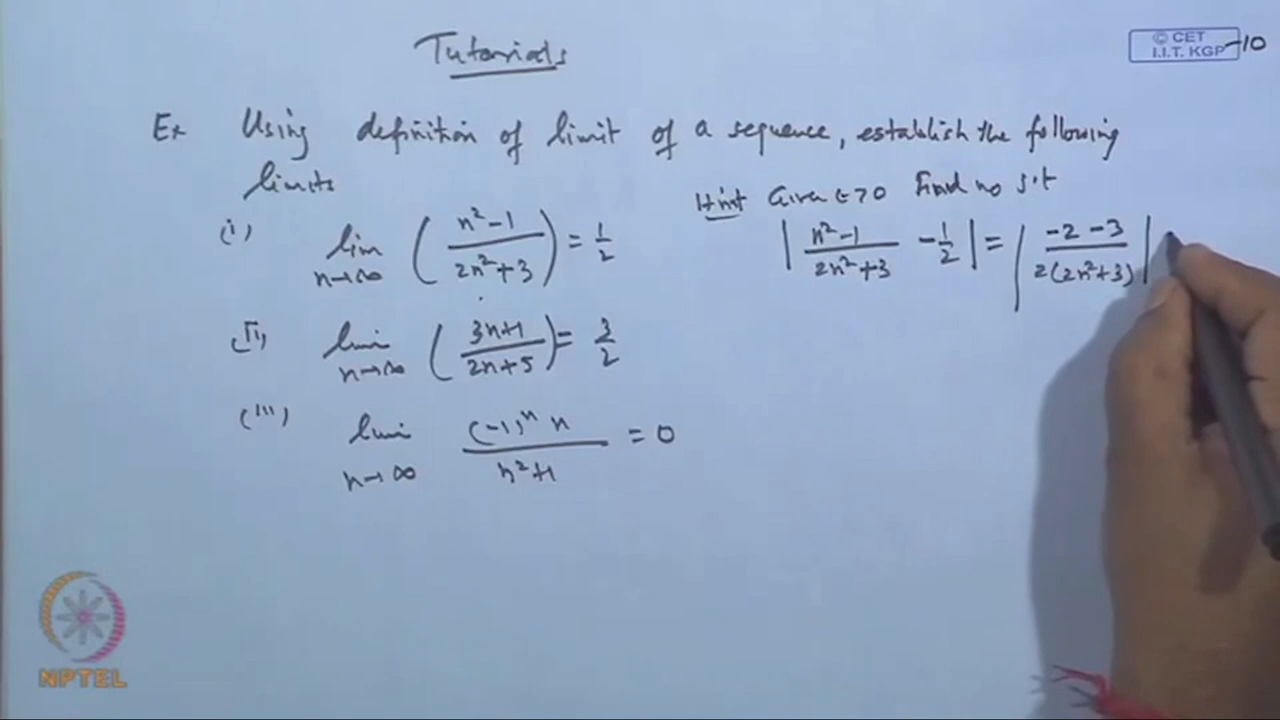 Tutorials
© CET
I.I.T. KGP
-10
Ex Using definition of limit of a sequence, establish the following
limits
Hint Given ε>0 Find n₀ s.t
(i) lim n→∞ ( n²-1 / 2n²+3 ) = 1/2
| n²-1 / 2n²+3 - 1/2 | = | -2-3 / 2(2n²+3) |
(ii) lim n→∞ ( 3n+1 / 2n+5 ) = 3/2
(iii) lim n→∞ (-1)ⁿ n / n²+1 = 0
NPTEL